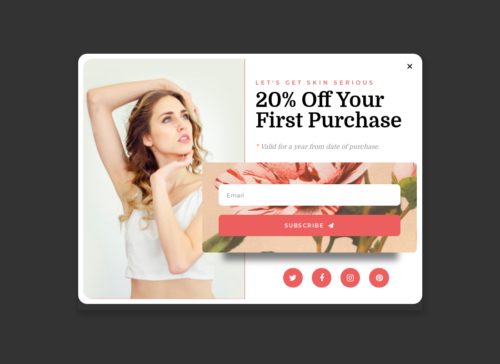 LET'S GET SKIN SERIOUS
20% Off Your
First Purchase
* Valid for a year from date of purchase.
Email
SUBSCRIBE